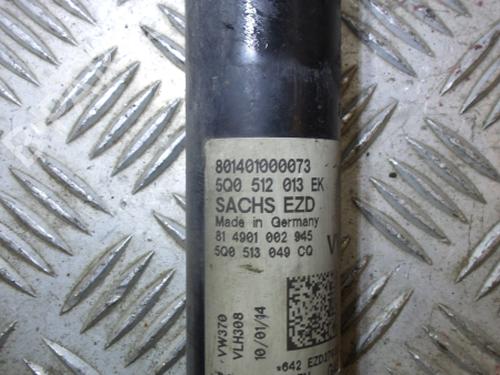 801401000073
5Q0 512 013 EK
SACHS EZD
Made in Germany
81 4901 002 945
5Q0 513 049 CQ
VW370
VLH308
10/01/14